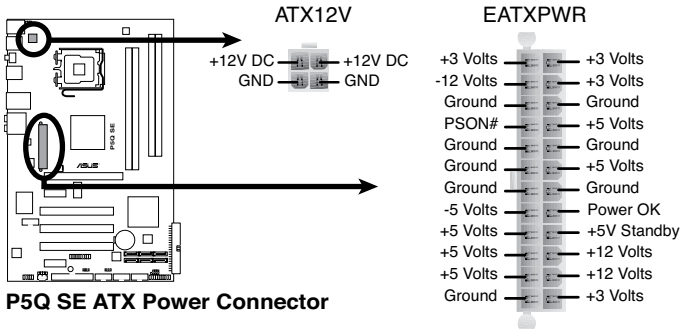 ATX12V
+12V DC +12V DC
GND GND
EATXPWR
+3 Volts +3 Volts
-12 Volts +3 Volts
Ground Ground
PSON# +5 Volts
Ground Ground
Ground +5 Volts
Ground Ground
-5 Volts Power OK
+5 Volts +5V Standby
+5 Volts +12 Volts
+5 Volts +12 Volts
Ground +3 Volts
P5Q SE
ASUS
P5Q SE ATX Power Connector